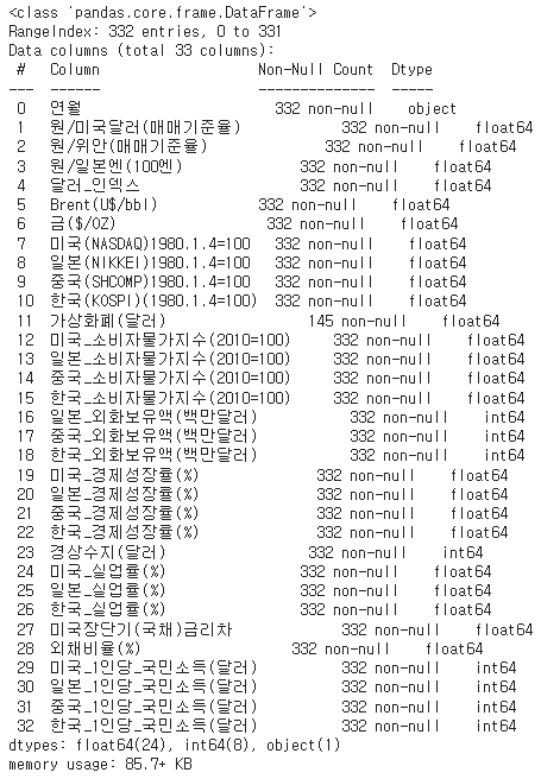 <class 'pandas.core.frame.DataFrame'>
RangeIndex: 332 entries, 0 to 331
Data columns (total 33 columns):
 #   Column                    Non-Null Count  Dtype
---  ------                    --------------  -----
 0   연월                        332 non-null    object
 1   원/미국달러(매매기준율)             332 non-null    float64
 2   원/위안(매매기준율)               332 non-null    float64
 3   원/일본엔(100엔)               332 non-null    float64
 4   달러_인덱스                    332 non-null    float64
 5   Brent(U$/bbl)             332 non-null    float64
 6   금($/OZ)                   332 non-null    float64
 7   미국(NASDAQ)1980.1.4=100    332 non-null    float64
 8   일본(NIKKEI)1980.1.4=100    332 non-null    float64
 9   중국(SHCOMP)1980.1.4=100    332 non-null    float64
 10  한국(KOSPI)(1980.1.4=100)   332 non-null    float64
 11  가상화폐(달러)                  145 non-null    float64
 12  미국_소비자물가지수(2010=100)      332 non-null    float64
 13  일본_소비자물가지수(2010=100)      332 non-null    float64
 14  중국_소비자물가지수(2010=100)      332 non-null    float64
 15  한국_소비자물가지수(2010=100)      332 non-null    float64
 16  일본_외화보유액(백만달러)            332 non-null    int64
 17  중국_외화보유액(백만달러)            332 non-null    int64
 18  한국_외화보유액(백만달러)            332 non-null    int64
 19  미국_경제성장률(%)               332 non-null    float64
 20  일본_경제성장률(%)               332 non-null    float64
 21  중국_경제성장률(%)               332 non-null    float64
 22  한국_경제성장률(%)               332 non-null    float64
 23  경상수지(달러)                  332 non-null    int64
 24  미국_실업률(%)                 332 non-null    float64
 25  일본_실업률(%)                 332 non-null    float64
 26  한국_실업률(%)                 332 non-null    float64
 27  미국장단기(국채)금리차              332 non-null    float64
 28  외채비율(%)                   332 non-null    float64
 29  미국_1인당_국민소득(달러)           332 non-null    int64
 30  일본_1인당_국민소득(달러)           332 non-null    int64
 31  중국_1인당_국민소득(달러)           332 non-null    int64
 32  한국_1인당_국민소득(달러)           332 non-null    int64
dtypes: float64(24), int64(8), object(1)
memory usage: 85.7+ KB